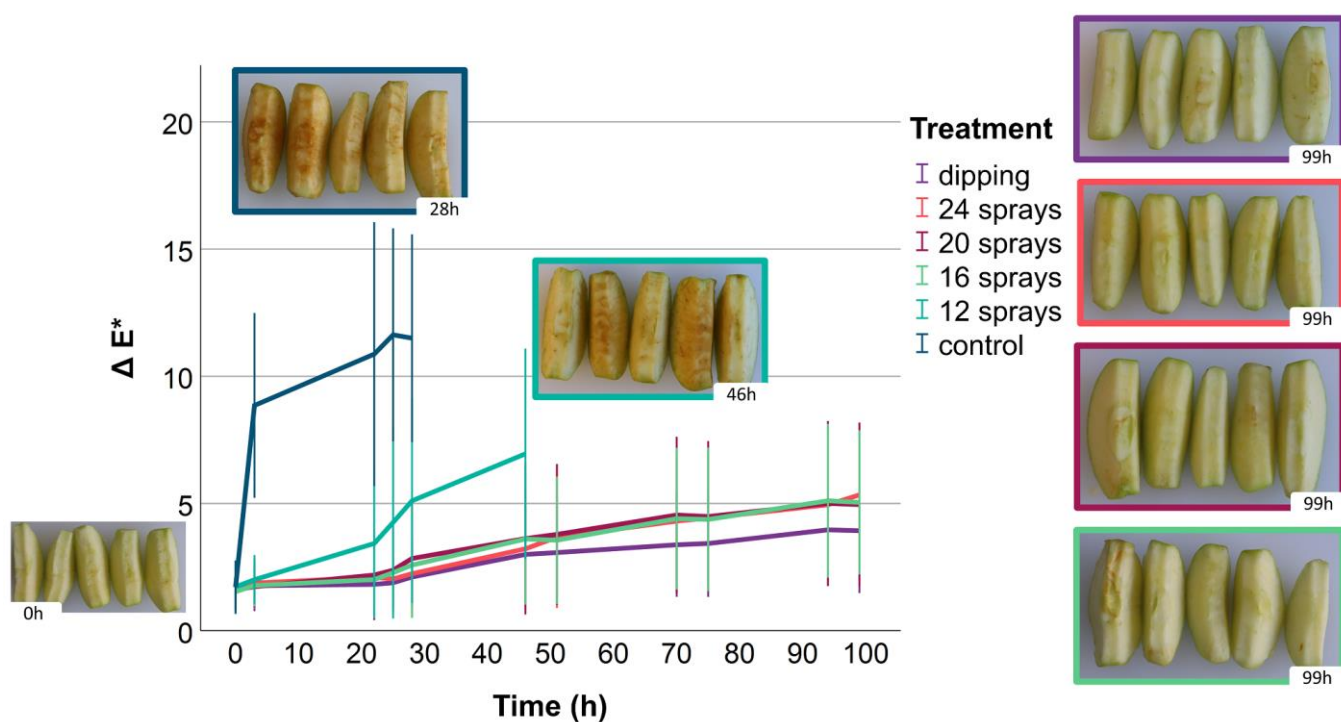 20
15
10
5
0
Δ E*
0 10 20 30 40 50 60 70 80 90 100
Time (h)
0h
28h
46h
Treatment
dipping
24 sprays
20 sprays
16 sprays
12 sprays
control
99h
99h
99h
99h